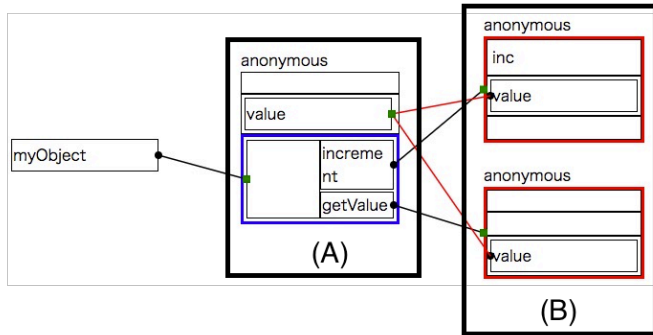 anonymous
value
myObject
increme
nt
getValue
(A)
anonymous
inc
value
anonymous
value
(B)